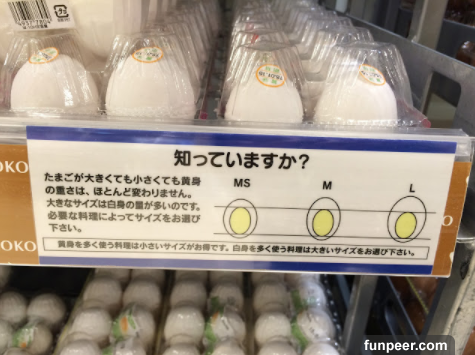 知っていますか?
たまごが大きくても小さくても黄身
の重さは、ほとんど変わりません。
大きなサイズは白身の量が多いのです。
必要な料理によってサイズをお選び
下さい。
MS
M
L
黄身を多く使う料理は小さいサイズがお得です。白身を多く使う料理は大きいサイズをお選び下さい。
OKO
OKO
funpeer.com